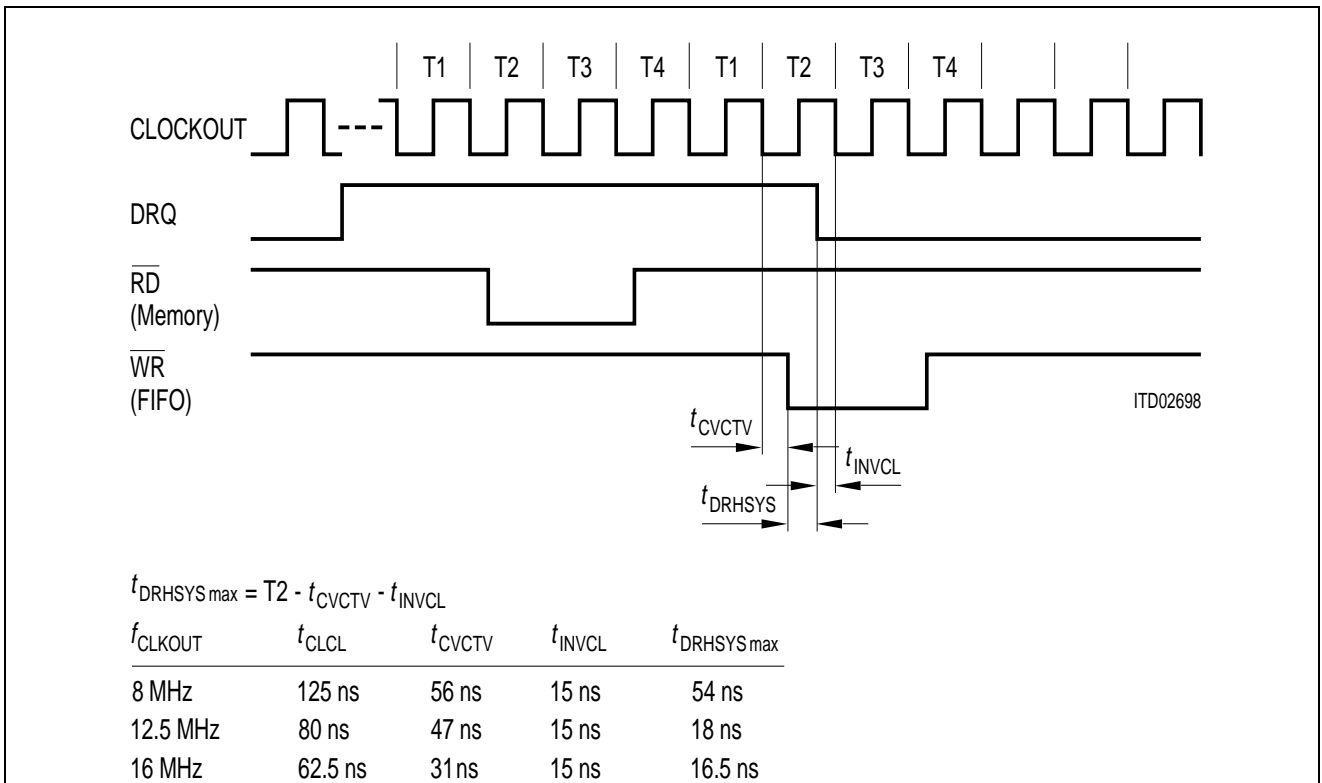 T1 T2 T3 T4 T1 T2 T3 T4
CLOCKOUT
DRQ
RD
(Memory)
WR
(FIFO)
ITD02698
tCVCTV
tINVCL
tDRHSYS
tDRHSYS max = T2 - tCVCTV - tINVCL
fCLKOUT tCLCL tCVCTV tINVCL tDRHSYS max
8 MHz 125 ns 56 ns 15 ns 54 ns
12.5 MHz 80 ns 47 ns 15 ns 18 ns
16 MHz 62.5 ns 31 ns 15 ns 16.5 ns